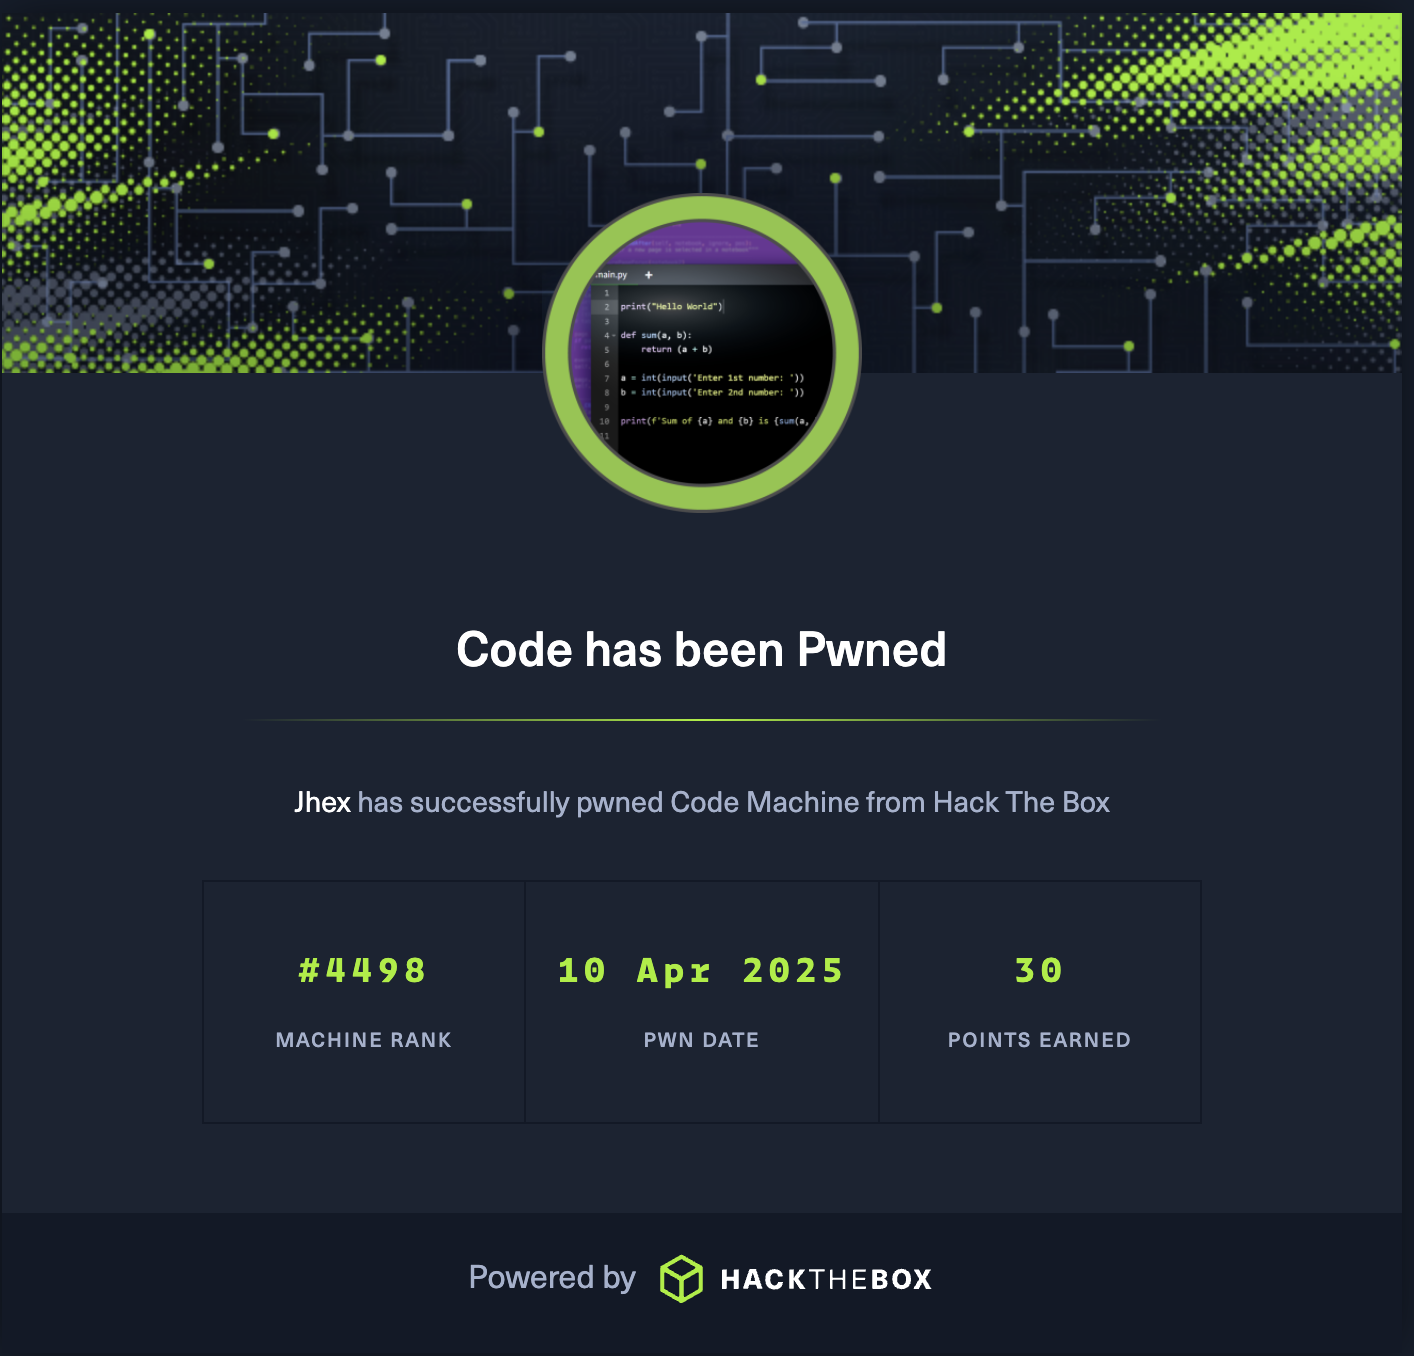 main.py +
1
2 print("Hello World")
3
4 def sum(a, b):
5 return (a + b)
6
7 a = int(input('Enter 1st number: '))
8 b = int(input('Enter 2nd number: '))
9
10 print(f'Sum of {a} and {b} is {sum(a,
11
Code has been Pwned
Jhex has successfully pwned Code Machine from Hack The Box
#4498 10 Apr 2025 30
MACHINE RANK PWN DATE POINTS EARNED
Powered by HACKTHEBOX